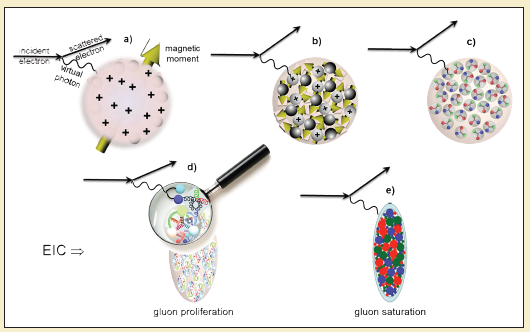 a)
incident
electron
scattered
electron
virtual
photon
magnetic
moment
b)
c)
d)
e)
EIC ⇒
gluon proliferation
gluon saturation